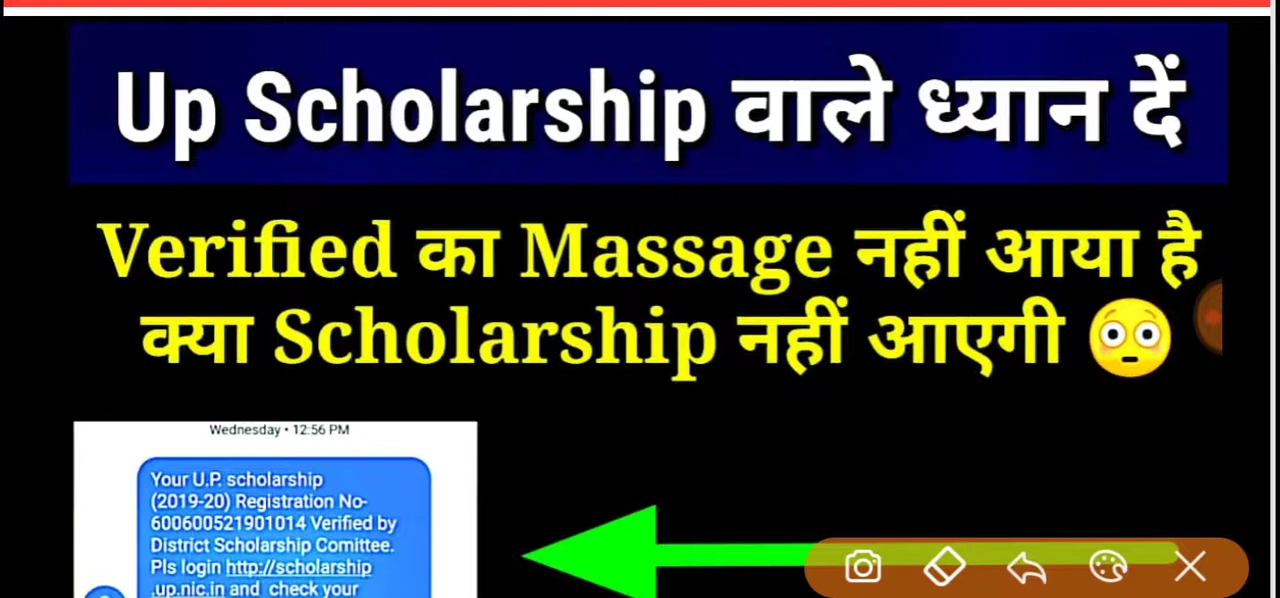 Up Scholarship वाले ध्यान दें
Verified का Massage नहीं आया है
क्या Scholarship नहीं आएगी
Wednesday • 12:56 PM
Your U.P. scholarship
(2019-20) Registration No-
600600521901014 Verified by
District Scholarship Comittee.
Pls login http://scholarship
.up.nic.in and check your